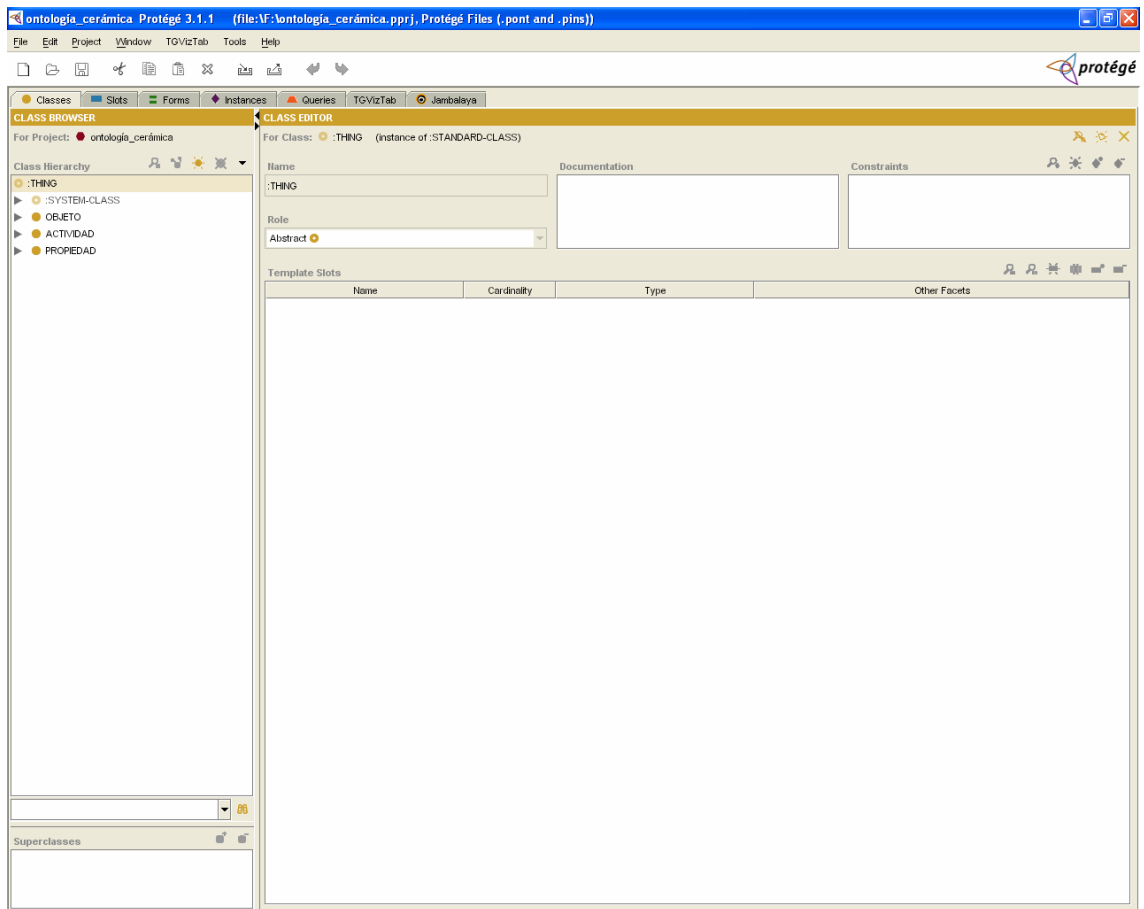 ontología_cerámica Protégé 3.1.1 (file:\F:\ontología_cerámica.pprj, Protégé Files (.pont and .pins))
File Edit Project Window TGVizTab Tools Help
protégé
Classes Slots Forms Instances Queries TGVizTab Jambalaya
CLASS BROWSER
For Project: ontología_cerámica
Class Hierarchy
:THING
:SYSTEM-CLASS
OBJETO
ACTIVIDAD
PROPIEDAD
Superclasses
CLASS EDITOR
For Class: :THING (instance of :STANDARD-CLASS)
Name Documentation Constraints
:THING
Role
Abstract
Template Slots
Name Cardinality Type Other Facets